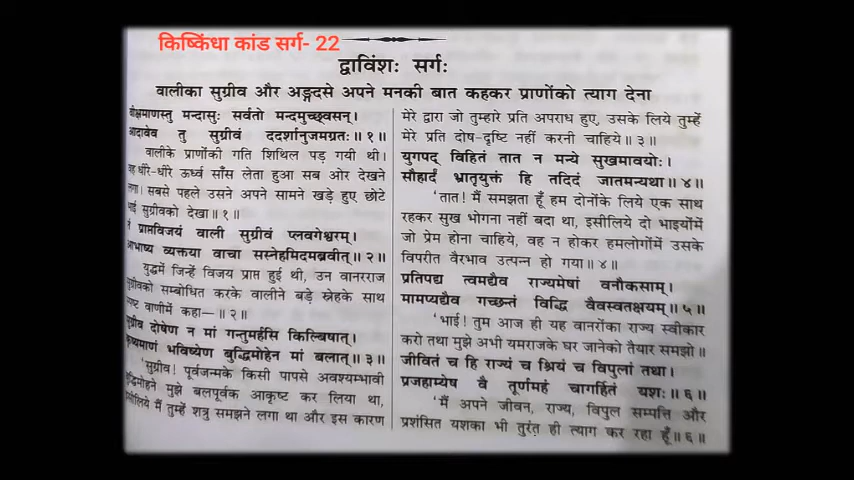 किष्किंधा कांड सर्ग- 22
द्वाविंशः सर्गः
वालीका सुग्रीव और अङ्गदसे अपने मनकी बात कहकर प्राणोंको त्याग देना
वीक्षमाणस्तु मन्दासुः सर्वतो मन्दमुच्छ्वसन्।
आदावेव तु सुग्रीवं ददर्शानुजमग्रतः॥१॥
वालीके प्राणोंकी गति शिथिल पड़ गयी थी।
वह धीरे-धीरे ऊर्ध्व साँस लेता हुआ सब ओर देखने
लगा। सबसे पहले उसने अपने सामने खड़े हुए छोटे
भाई सुग्रीवको देखा॥१॥
तं प्राप्तविजयं वाली सुग्रीवं प्लवगेश्वरम्।
आभाष्य व्यक्तया वाचा सस्नेहमिदमब्रवीत्॥२॥
युद्धमें जिन्हें विजय प्राप्त हुई थी, उन वानरराज
सुग्रीवको सम्बोधित करके वालीने बड़े स्नेहके साथ
स्पष्ट वाणीमें कहा—॥२॥
सुग्रीव दोषेण न मां गन्तुमर्हसि किल्बिषात्।
कृष्यमाणं भविष्येण बुद्धिमोहेन मां बलात्॥३॥
'सुग्रीव! पूर्वजन्मके किसी पापसे अवश्यम्भावी
बुद्धिमोहने मुझे बलपूर्वक आकृष्ट कर लिया था,
इसीलिये मैं तुम्हें शत्रु समझने लगा था और इस कारण
मेरे द्वारा जो तुम्हारे प्रति अपराध हुए, उसके लिये तुम्हें
मेरे प्रति दोष-दृष्टि नहीं करनी चाहिये॥३॥
युगपद् विहितं तात न मन्ये सुखमावयोः।
सौहार्दं भ्रातृयुक्तं हि तदिदं जातमन्यथा॥४॥
'तात! मैं समझता हूँ हम दोनोंके लिये एक साथ
रहकर सुख भोगना नहीं बदा था, इसीलिये दो भाइयोंमें
जो प्रेम होना चाहिये, वह न होकर हमलोगोंमें उसके
विपरीत वैरभाव उत्पन्न हो गया॥४॥
प्रतिपद्य त्वमद्यैव राज्यमेषां वनौकसाम्।
मामप्यद्यैव गच्छन्तं विद्धि वैवस्वतक्षयम्॥५॥
'भाई! तुम आज ही यह वानरोंका राज्य स्वीकार
करो तथा मुझे अभी यमराजके घर जानेको तैयार समझो॥
जीवितं च हि राज्यं च श्रियं च विपुलां तथा।
प्रजहाम्येष वै तूर्णमहं चागर्हितं यशः॥६॥
'मैं अपने जीवन, राज्य, विपुल सम्पत्ति और
प्रशंसित यशका भी तुरंत ही त्याग कर रहा हूँ॥६॥